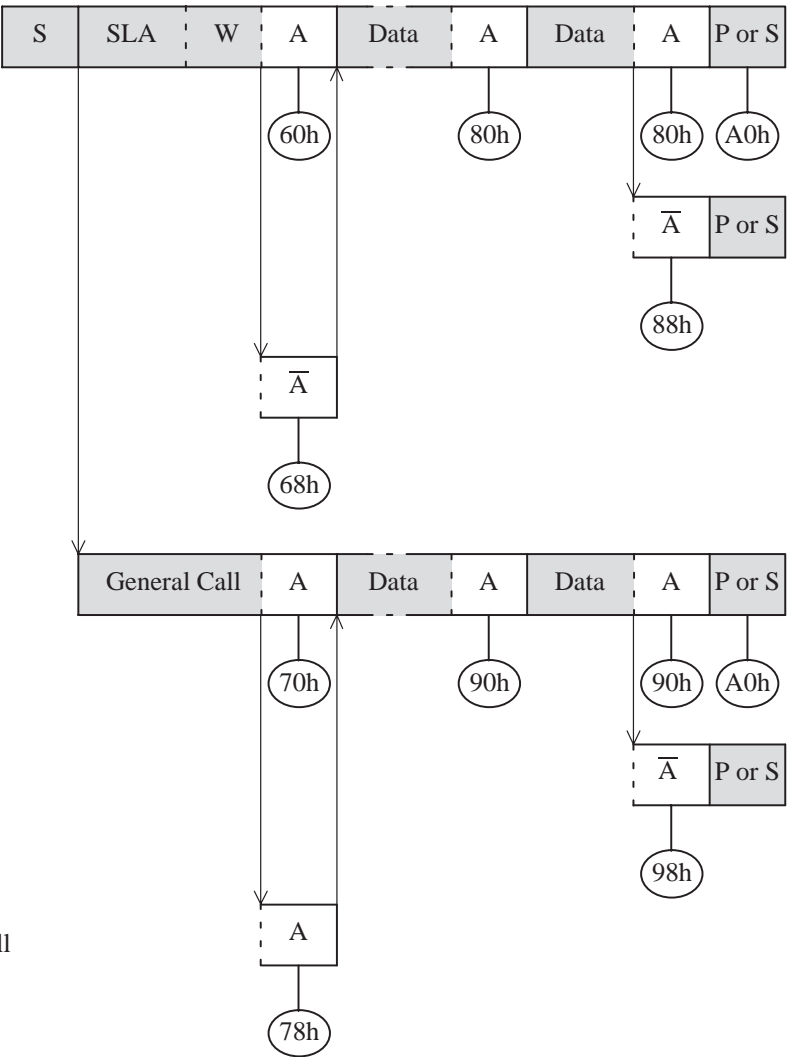 S SLA W A Data A Data A P or S
60h 80h 80h A0h
A̅ P or S
88h
A̅
68h
General Call A Data A Data A P or S
70h 90h 90h A0h
A̅ P or S
98h
A
78h